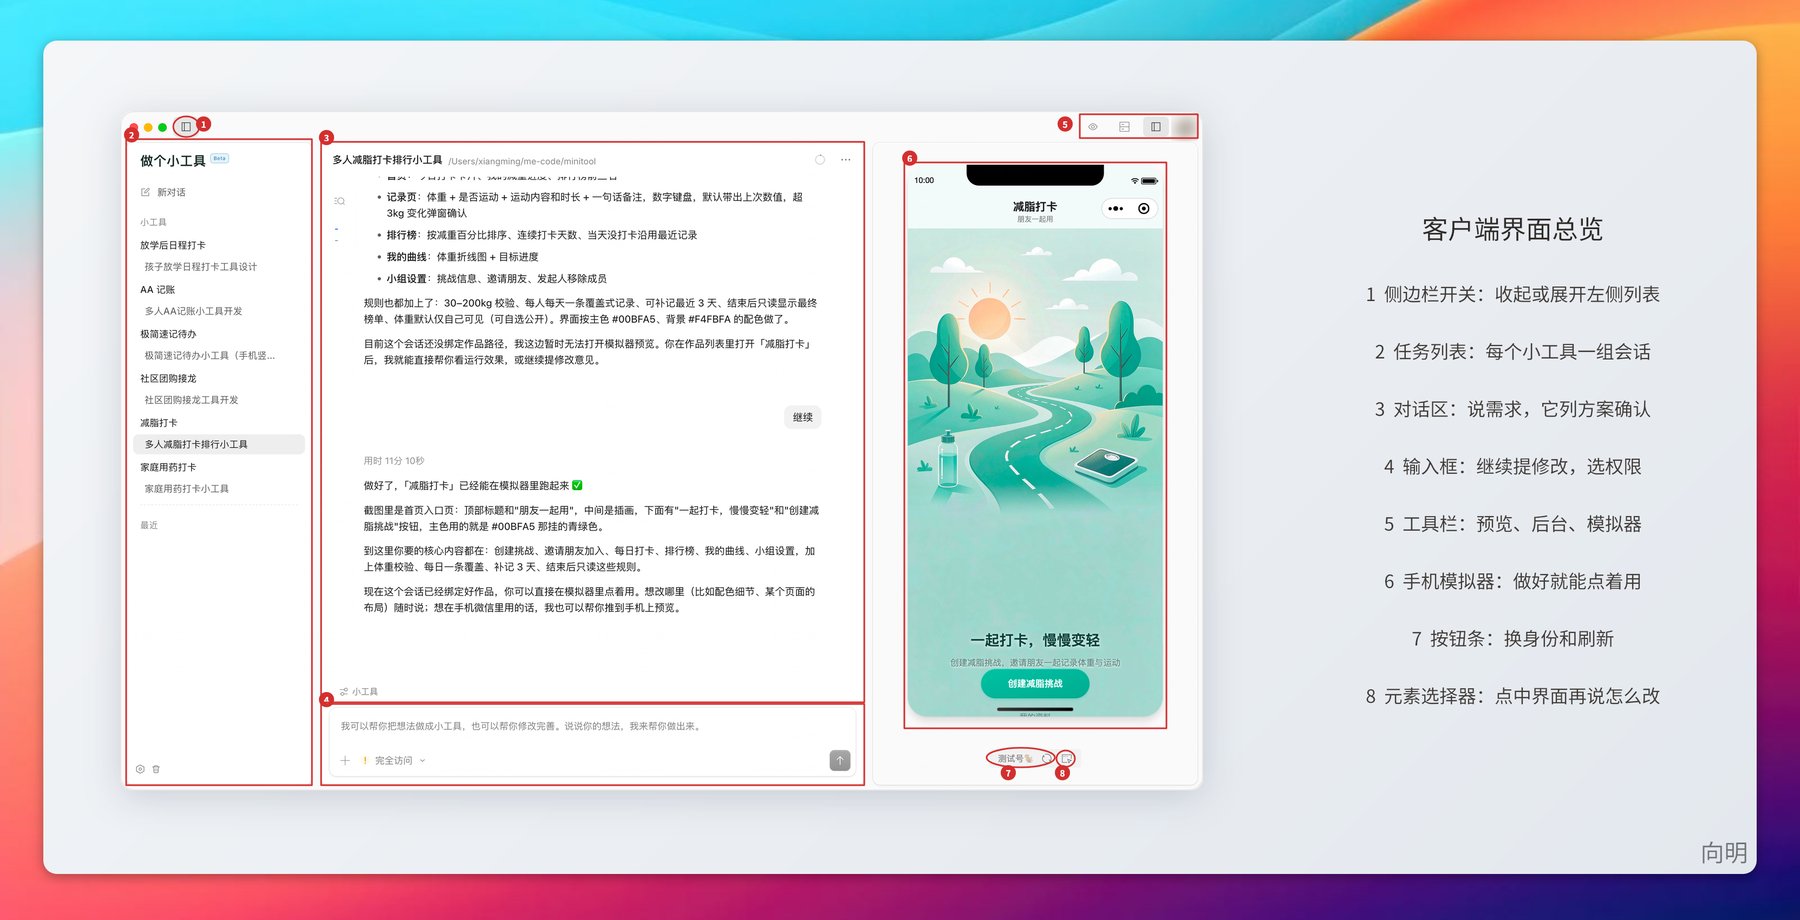 1
2
做个小工具 Beta
新对话
小工具
放学后日程打卡
孩子放学日程打卡工具设计
AA 记账
多人AA记账小工具开发
极简速记待办
极简速记待办小工具（手机竖...
社区团购接龙
社区团购接龙工具开发
减脂打卡
多人减脂打卡排行小工具
家庭用药打卡
家庭用药打卡小工具
最近
3
多人减脂打卡排行小工具 /Users/xiangming/me-code/minitool
• 记录页：体重 + 是否运动 + 运动内容和时长 + 一句话备注，数字键盘，默认带出上次数值，超
3kg 变化弹窗确认
• 排行榜：按减重百分比排序、连续打卡天数、当天没打卡沿用最近记录
• 我的曲线：体重折线图 + 目标进度
• 小组设置：挑战信息、邀请朋友、发起人移除成员
规则也都加上了：30–200kg 校验、每人每天一条覆盖式记录、可补记最近 3 天、结束后只读显示最终
榜单、体重默认仅自己可见（可自选公开）。界面按主色 #00BFA5、背景 #F4FBFA 的配色做了。
目前这个会话还没绑定作品路径，我这边暂时无法打开模拟器预览。你在作品列表里打开「减脂打卡」
后，我就能直接帮你看运行效果，或继续提修改意见。
继续
用时 11分 10秒
做好了，「减脂打卡」已经能在模拟器里跑起来 ✅
截图里是首页入口页：顶部标题和"朋友一起用"，中间是插画，下面有"一起打卡，慢慢变轻"和"创建减
脂挑战"按钮，主色用的就是 #00BFA5 那挂的青绿色。
到这里你要的核心内容都在：创建挑战、邀请朋友加入、每日打卡、排行榜、我的曲线、小组设置，加
上体重校验、每日一条覆盖、补记 3 天、结束后只读这些规则。
现在这个会话已经绑定好作品，你可以直接在模拟器里点着用。想改哪里（比如配色细节、某个页面的
布局）随时说；想在手机微信里用的话，我也可以帮你推到手机上预览。
小工具
4
我可以帮你把想法做成小工具，也可以帮你修改完善。说说你的想法，我来帮你做出来。
完全访问
5
6
10:00
减脂打卡
朋友一起用
一起打卡，慢慢变轻
创建减脂挑战，邀请朋友一起记录体重与运动
创建减脂挑战
测试号
7
8
客户端界面总览
1 侧边栏开关：收起或展开左侧列表
2 任务列表：每个小工具一组会话
3 对话区：说需求，它列方案确认
4 输入框：继续提修改，选权限
5 工具栏：预览、后台、模拟器
6 手机模拟器：做好就能点着用
7 按钮条：换身份和刷新
8 元素选择器：点中界面再说怎么改
向明